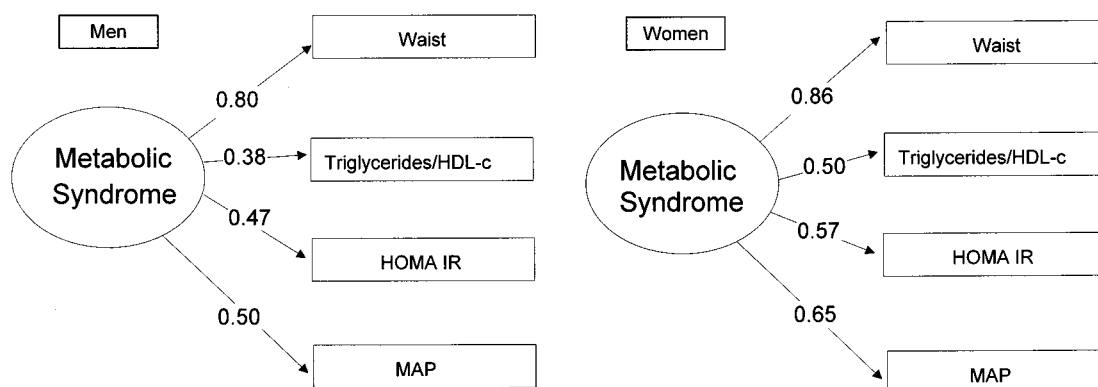 Men
Waist
0.80
Metabolic
Syndrome
0.38
Triglycerides/HDL-c
0.47
HOMA IR
0.50
MAP
Women
Waist
0.86
Metabolic
Syndrome
0.50
Triglycerides/HDL-c
0.57
HOMA IR
0.65
MAP